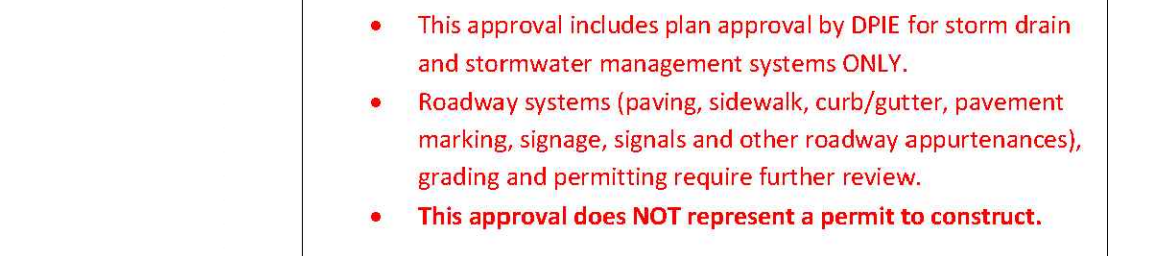 • This approval includes plan approval by DPIE for storm drain
and stormwater management systems ONLY.
• Roadway systems (paving, sidewalk, curb/gutter, pavement
marking, signage, signals and other roadway appurtenances),
grading and permitting require further review.
• This approval does NOT represent a permit to construct.